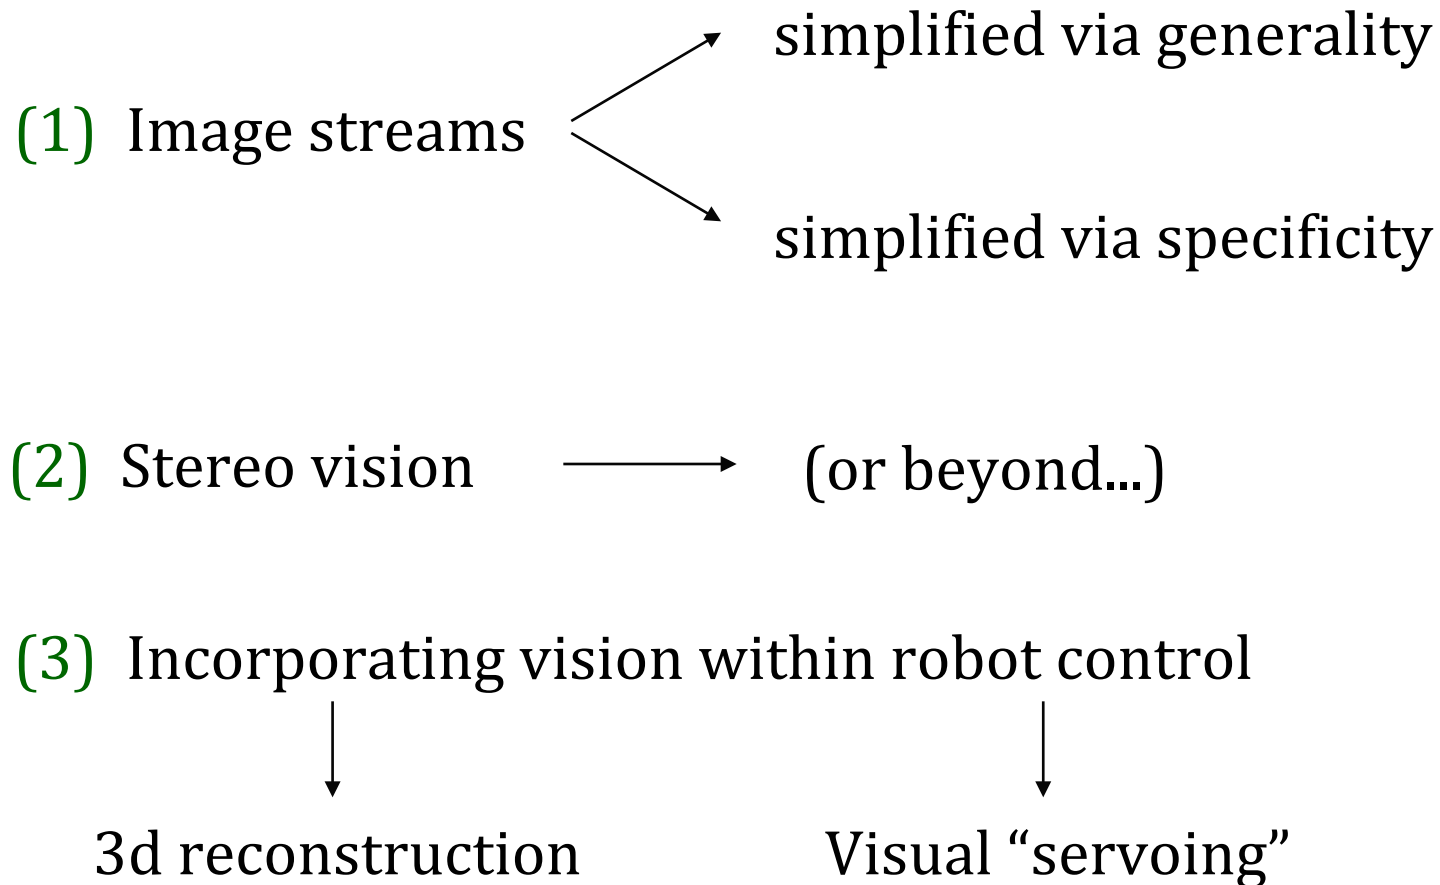 simplified via generality
(1) Image streams
simplified via specificity
(2) Stereo vision
(or beyond...)
(3) Incorporating vision within robot control
3d reconstruction
Visual “servoing”